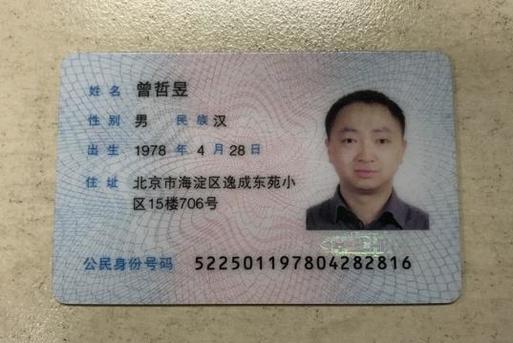 姓名 曾哲昱
性别 男 民族 汉
出生 1978 年 4 月 28 日
住址 北京市海淀区逸成东苑小
区15楼706号
公民身份号码 522501197804282816